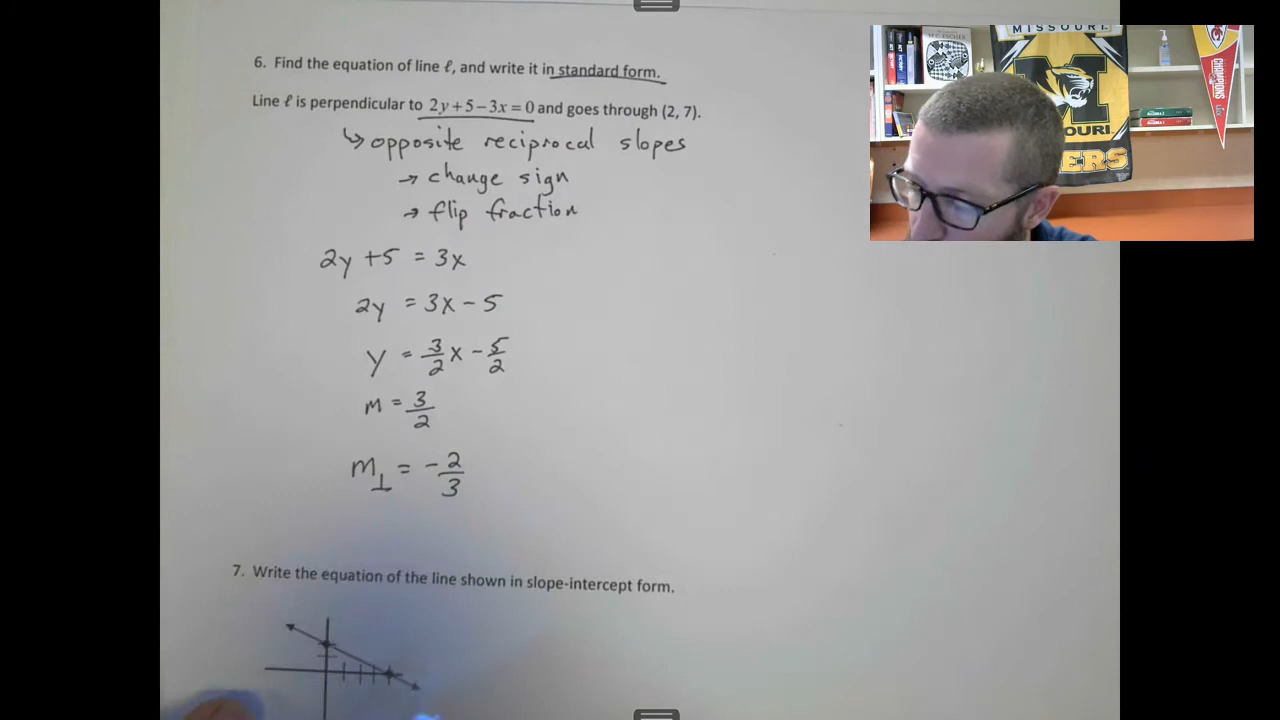 6. Find the equation of line ℓ, and write it in standard form.
Line ℓ is perpendicular to 2y+5−3x=0 and goes through (2, 7).
↳ opposite reciprocal slopes
→ change sign
→ flip fraction
2y +5 = 3x
2y = 3x − 5
y = 3/2 x − 5/2
m = 3/2
m⊥ = −2/3
7. Write the equation of the line shown in slope-intercept form.
MISSOURI
M
CHIEFS
CHAMPIONS
M.C. ESCHER